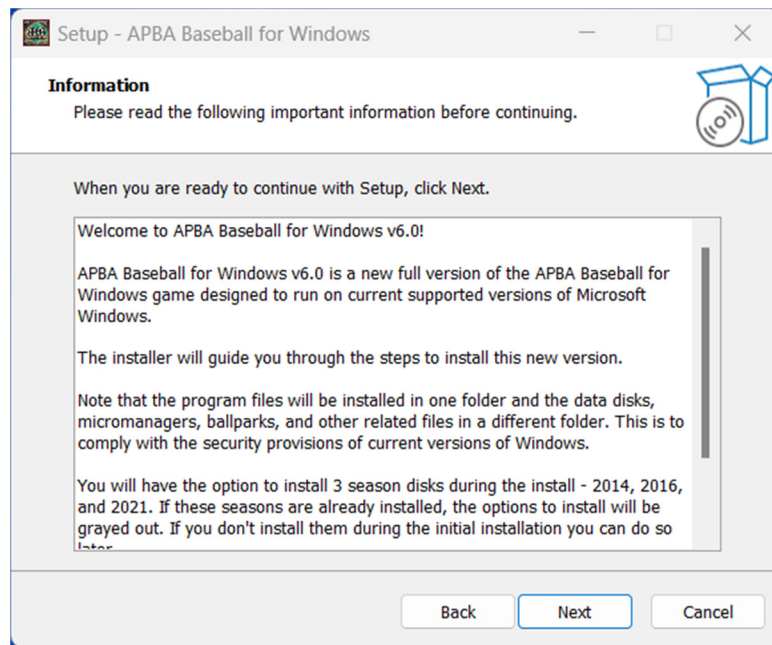 Setup - APBA Baseball for Windows
Information
Please read the following important information before continuing.
When you are ready to continue with Setup, click Next.
Welcome to APBA Baseball for Windows v6.0!
APBA Baseball for Windows v6.0 is a new full version of the APBA Baseball for
Windows game designed to run on current supported versions of Microsoft
Windows.
The installer will guide you through the steps to install this new version.
Note that the program files will be installed in one folder and the data disks,
micromanagers, ballparks, and other related files in a different folder. This is to
comply with the security provisions of current versions of Windows.
You will have the option to install 3 season disks during the install - 2014, 2016,
and 2021. If these seasons are already installed, the options to install will be
grayed out. If you don't install them during the initial installation you can do so
later.
Back
Next
Cancel